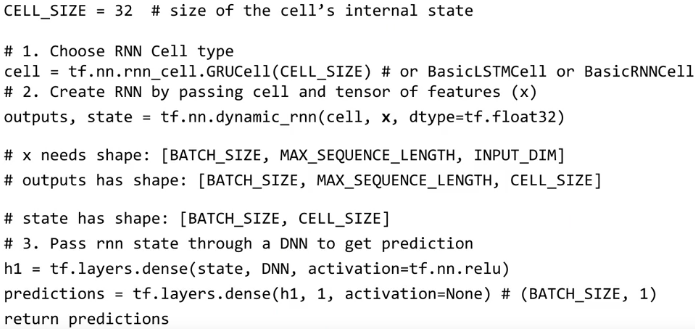 CELL_SIZE = 32  # size of the cell’s internal state
# 1. Choose RNN Cell type
cell = tf.nn.rnn_cell.GRUCell(CELL_SIZE) # or BasicLSTMCell or BasicRNNCell
# 2. Create RNN by passing cell and tensor of features (x)
outputs, state = tf.nn.dynamic_rnn(cell, x, dtype=tf.float32)
# x needs shape: [BATCH_SIZE, MAX_SEQUENCE_LENGTH, INPUT_DIM]
# outputs has shape: [BATCH_SIZE, MAX_SEQUENCE_LENGTH, CELL_SIZE]
# state has shape: [BATCH_SIZE, CELL_SIZE]
# 3. Pass rnn state through a DNN to get prediction
h1 = tf.layers.dense(state, DNN, activation=tf.nn.relu)
predictions = tf.layers.dense(h1, 1, activation=None) # (BATCH_SIZE, 1)
return predictions